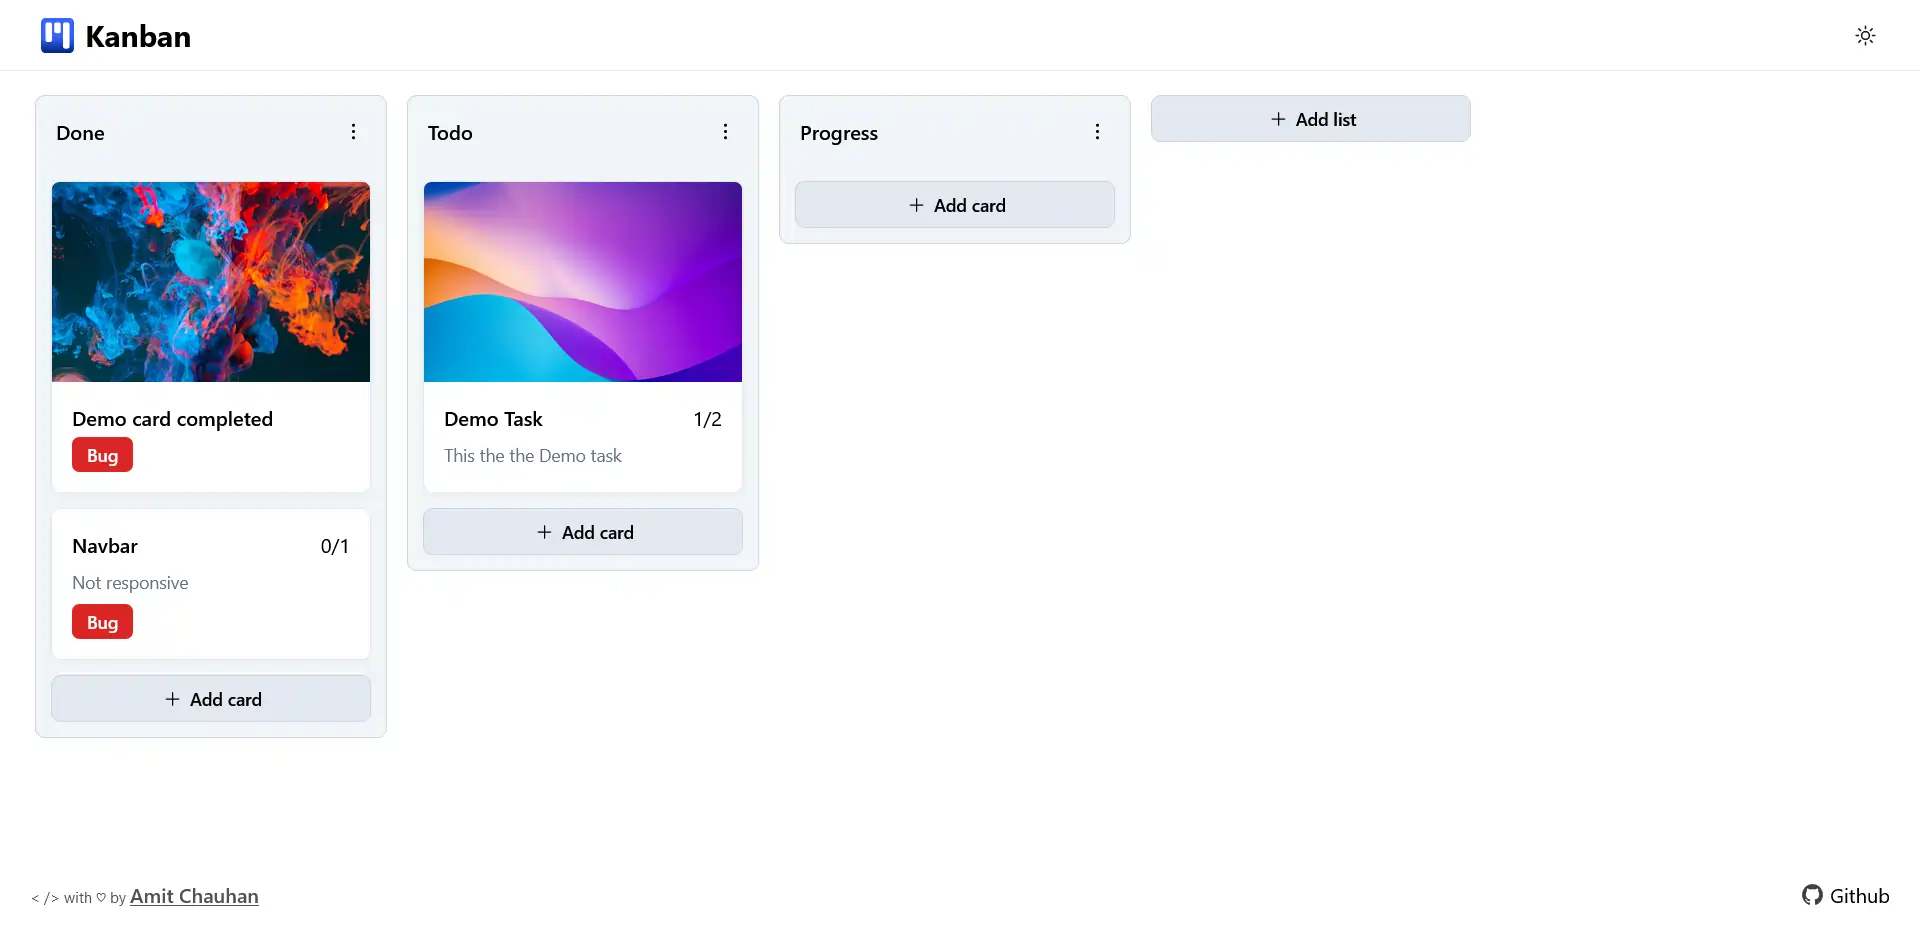 Kanban
Done
Demo card completed
Bug
Navbar 0/1
Not responsive
Bug
+ Add card
Todo
Demo Task 1/2
This the the Demo task
+ Add card
Progress
+ Add card
+ Add list
< /> with ♡ by Amit Chauhan
Github